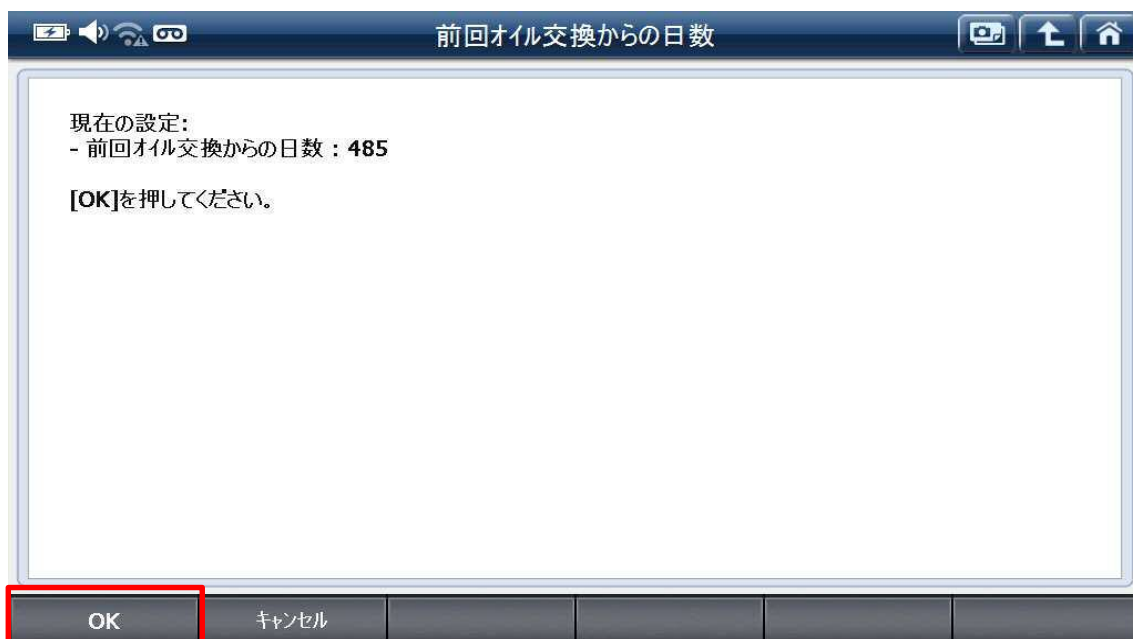 前回オイル交換からの日数
現在の設定:
- 前回オイル交換からの日数 : 485
[OK]を押してください。
OK
キャンセル